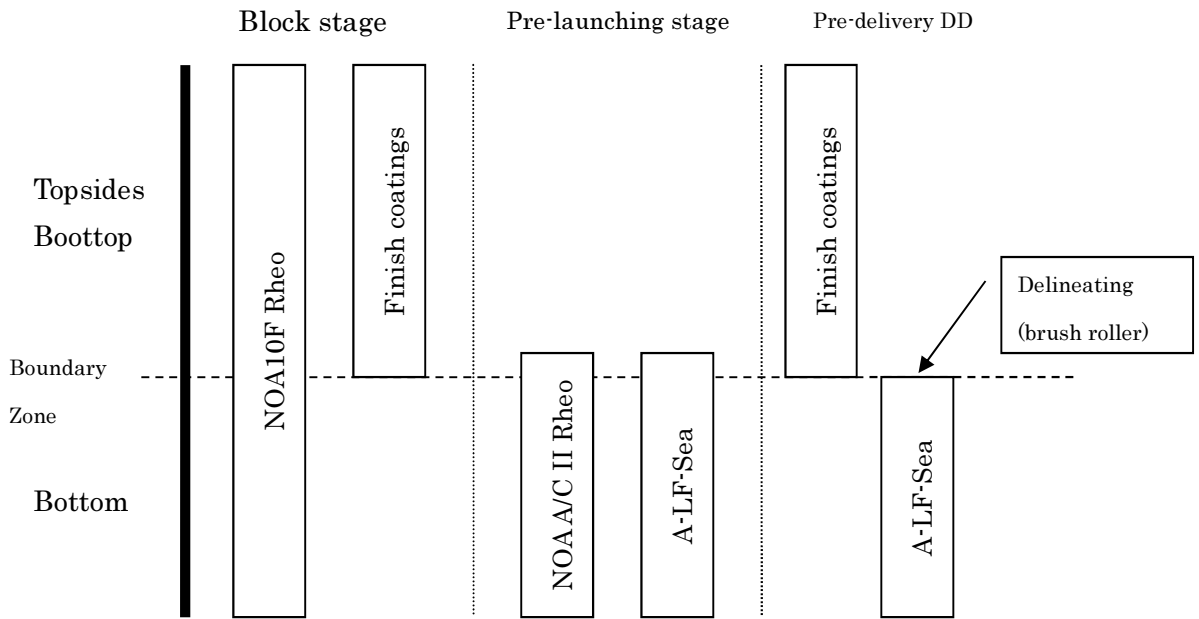 Block stage
Pre-launching stage
Pre-delivery DD
Topsides
Boottop
Boundary
Zone
Bottom
NOA10F Rheo
Finish coatings
NOA A/C II Rheo
A-LF-Sea
Finish coatings
A-LF-Sea
Delineating
(brush roller)